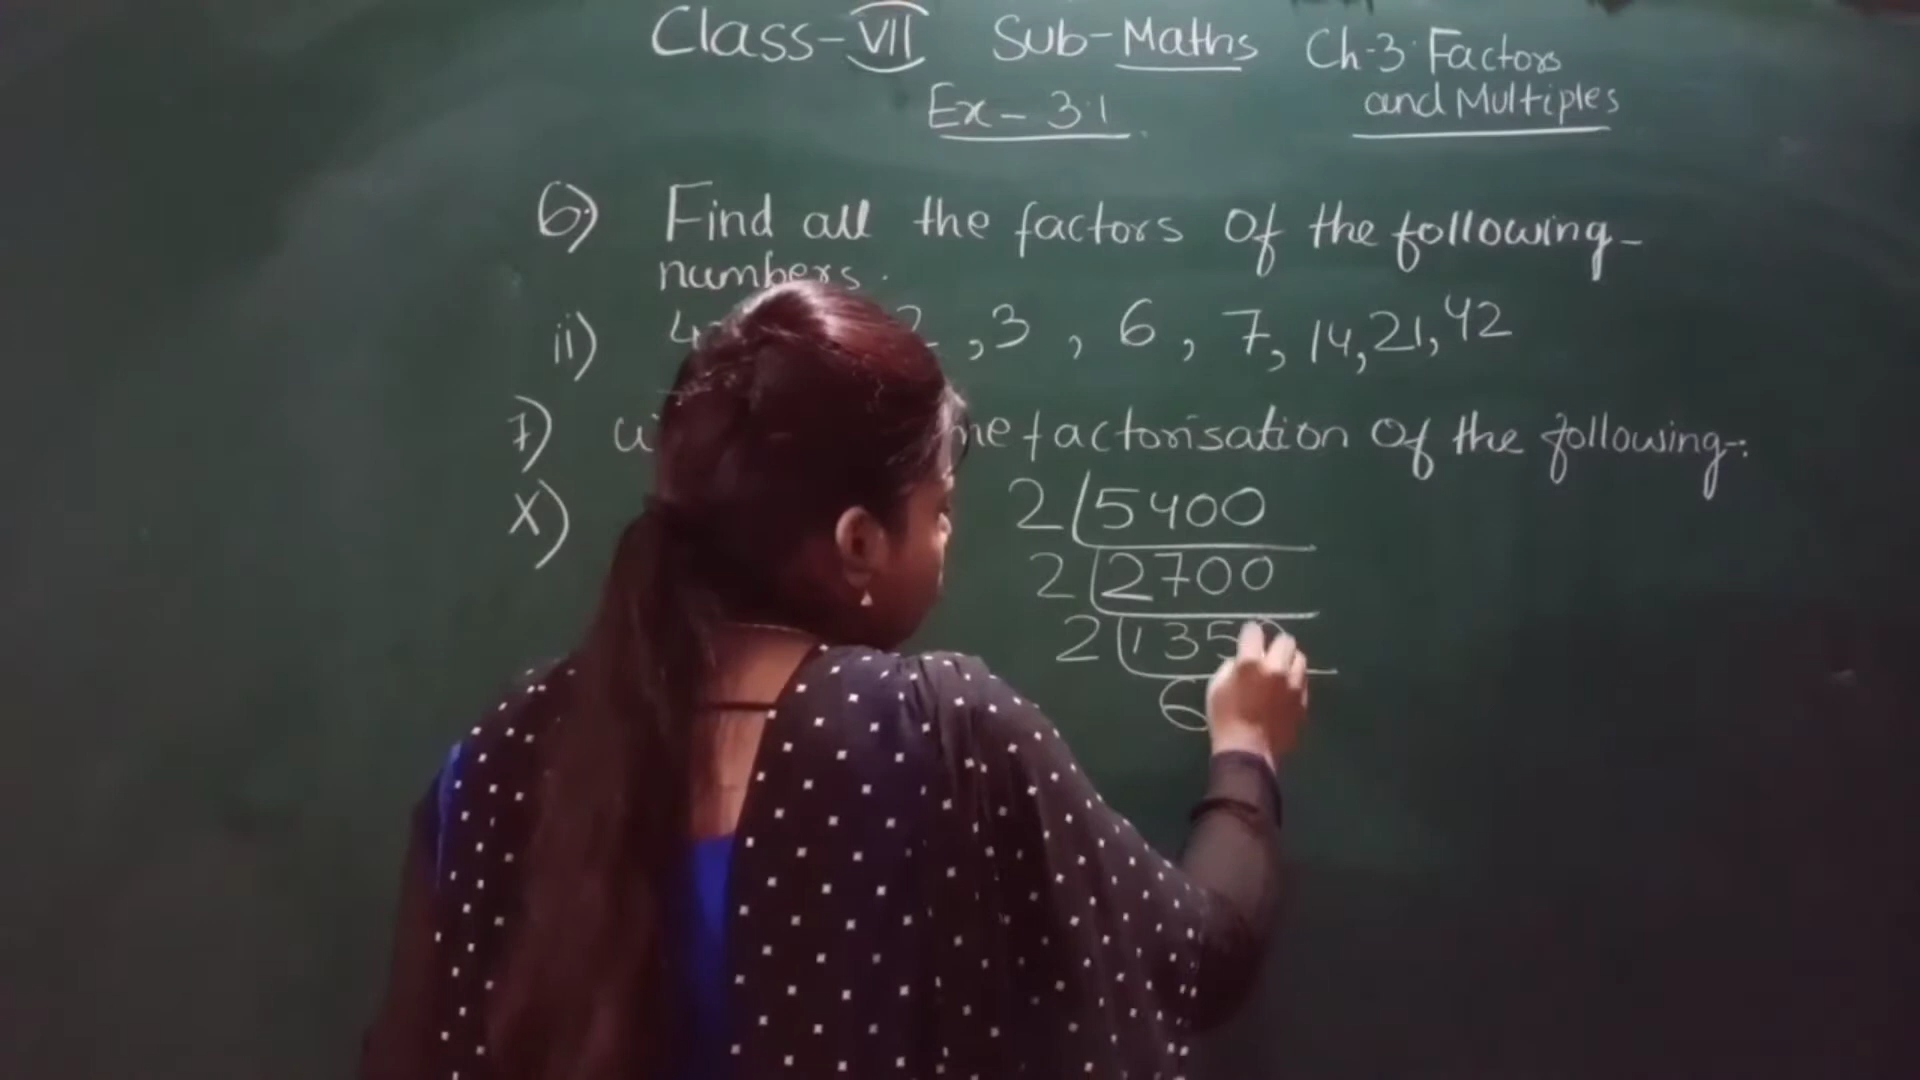 Class-VII Sub-Maths Ch-3. Factors
and Multiples
Ex-3.1
6) Find all the factors of the following-
numbers.
ii) 3, 6, 7, 14, 21, 42
7) factorisation of the following-:
X) 2 5400
2 2700
2 135
6